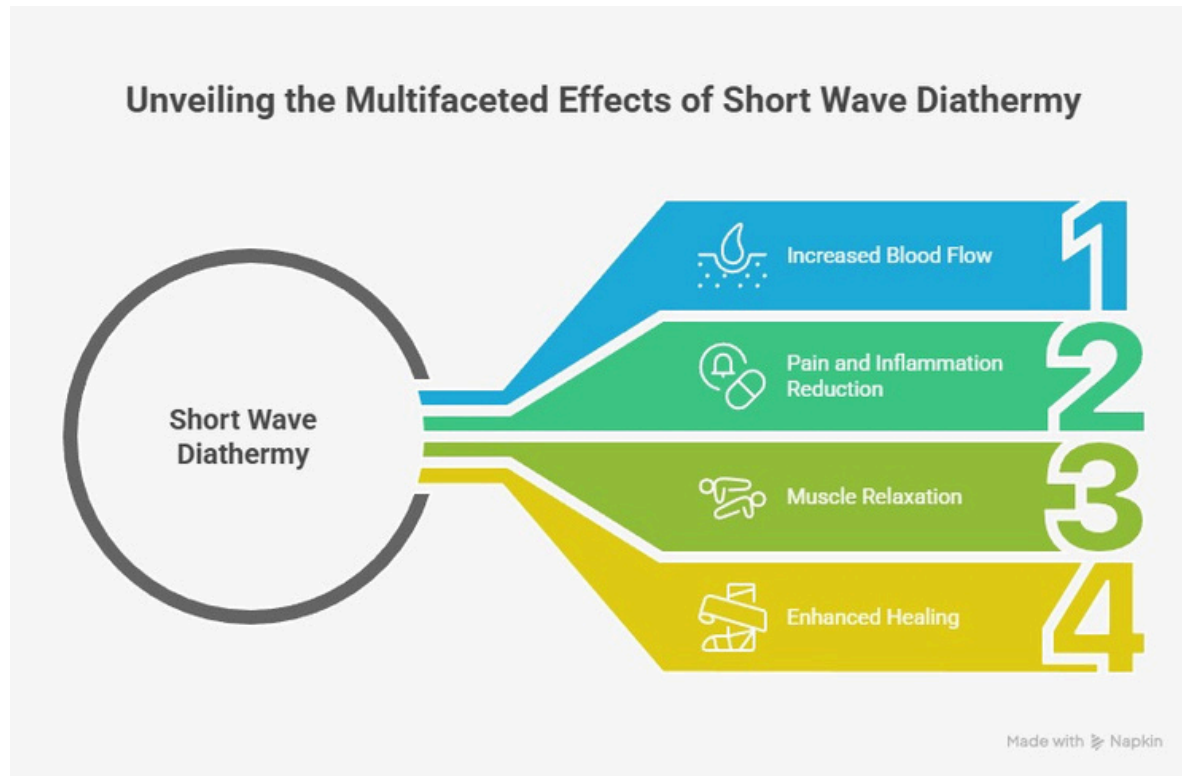 Unveiling the Multifaceted Effects of Short Wave Diathermy
Short Wave
Diathermy
Increased Blood Flow
1
Pain and Inflammation
Reduction
2
Muscle Relaxation
3
Enhanced Healing
4
Made with Napkin